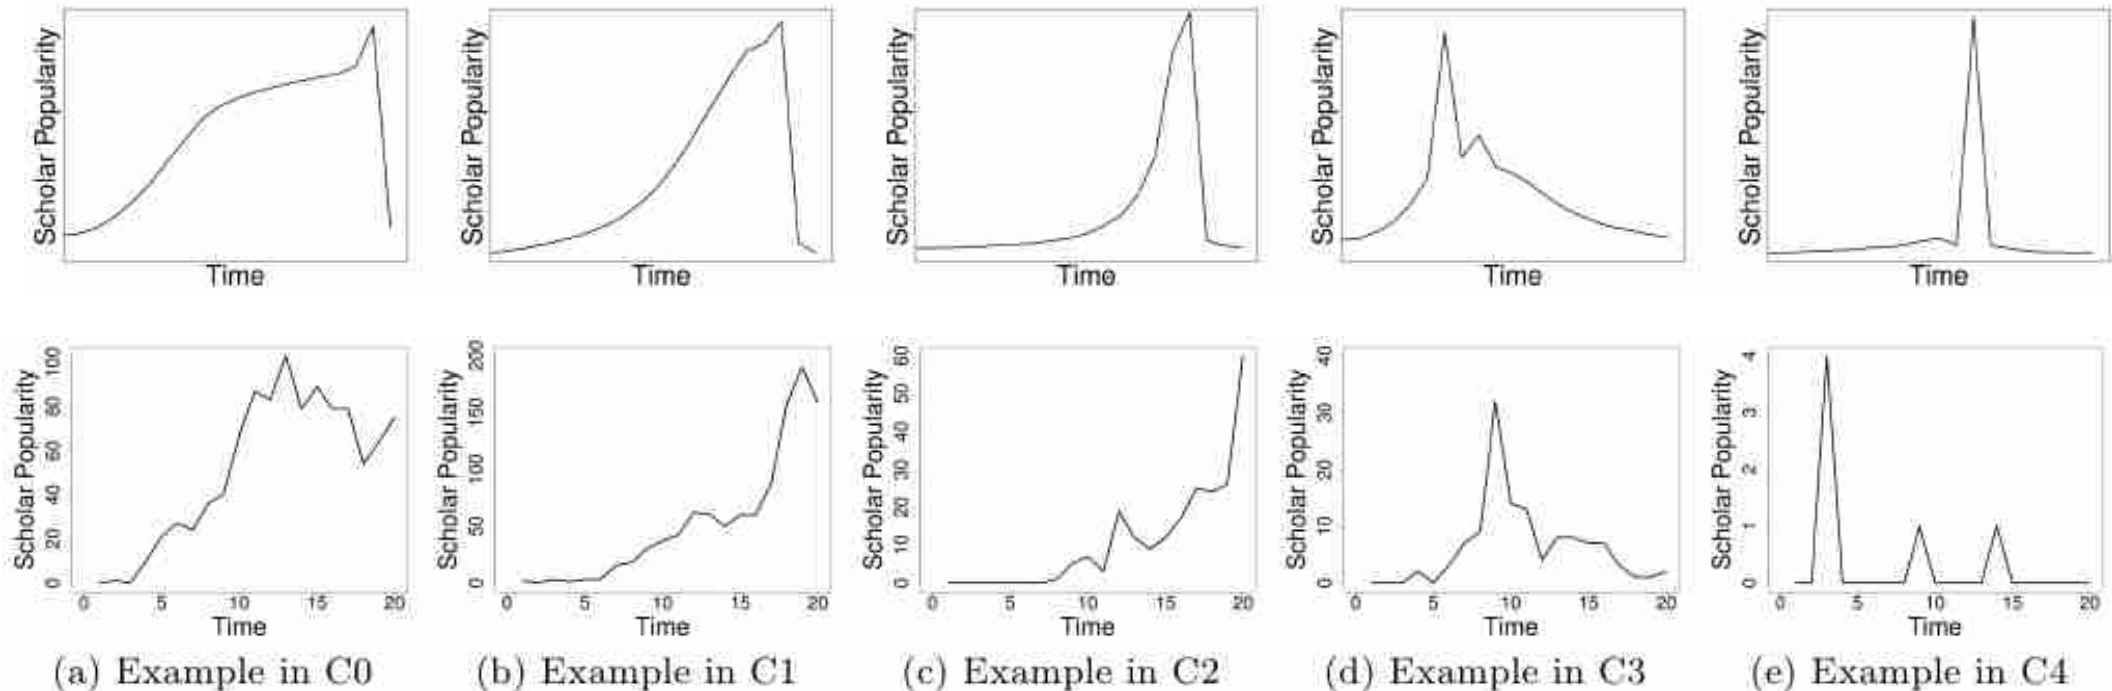 Scholar Popularity
Time
Scholar Popularity
Time
Scholar Popularity
Time
Scholar Popularity
Time
Scholar Popularity
Time
Scholar Popularity
0 20 40 60 80 100
0 5 10 15 20
Time
(a) Example in C0
Scholar Popularity
0 50 100 150 200
0 5 10 15 20
Time
(b) Example in C1
Scholar Popularity
0 10 20 30 40 50 60
0 5 10 15 20
Time
(c) Example in C2
Scholar Popularity
0 10 20 30 40
0 5 10 15 20
Time
(d) Example in C3
Scholar Popularity
0 1 2 3 4
0 5 10 15 20
Time
(e) Example in C4